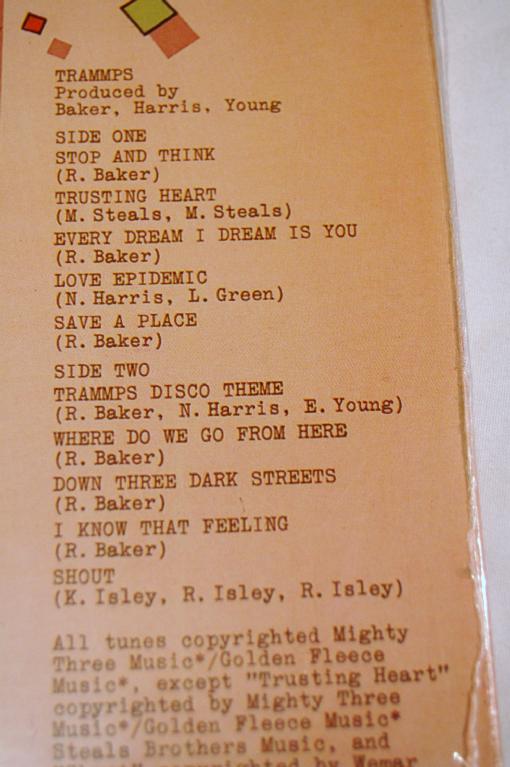 TRAMMPS
Produced by
Baker, Harris, Young
SIDE ONE
STOP AND THINK
(R. Baker)
TRUSTING HEART
(M. Steals, M. Steals)
EVERY DREAM I DREAM IS YOU
(R. Baker)
LOVE EPIDEMIC
(N. Harris, L. Green)
SAVE A PLACE
(R. Baker)
SIDE TWO
TRAMMPS DISCO THEME
(R. Baker, N. Harris, E. Young)
WHERE DO WE GO FROM HERE
(R. Baker)
DOWN THREE DARK STREETS
(R. Baker)
I KNOW THAT FEELING
(R. Baker)
SHOUT
(K. Isley, R. Isley, R. Isley)
All tunes copyrighted Mighty
Three Music*/Golden Fleece
Music*, except "Trusting Heart"
copyrighted by Mighty Three
Music*/Golden Fleece Music*
Steals Brothers Music, and
copyrighted by Wemar